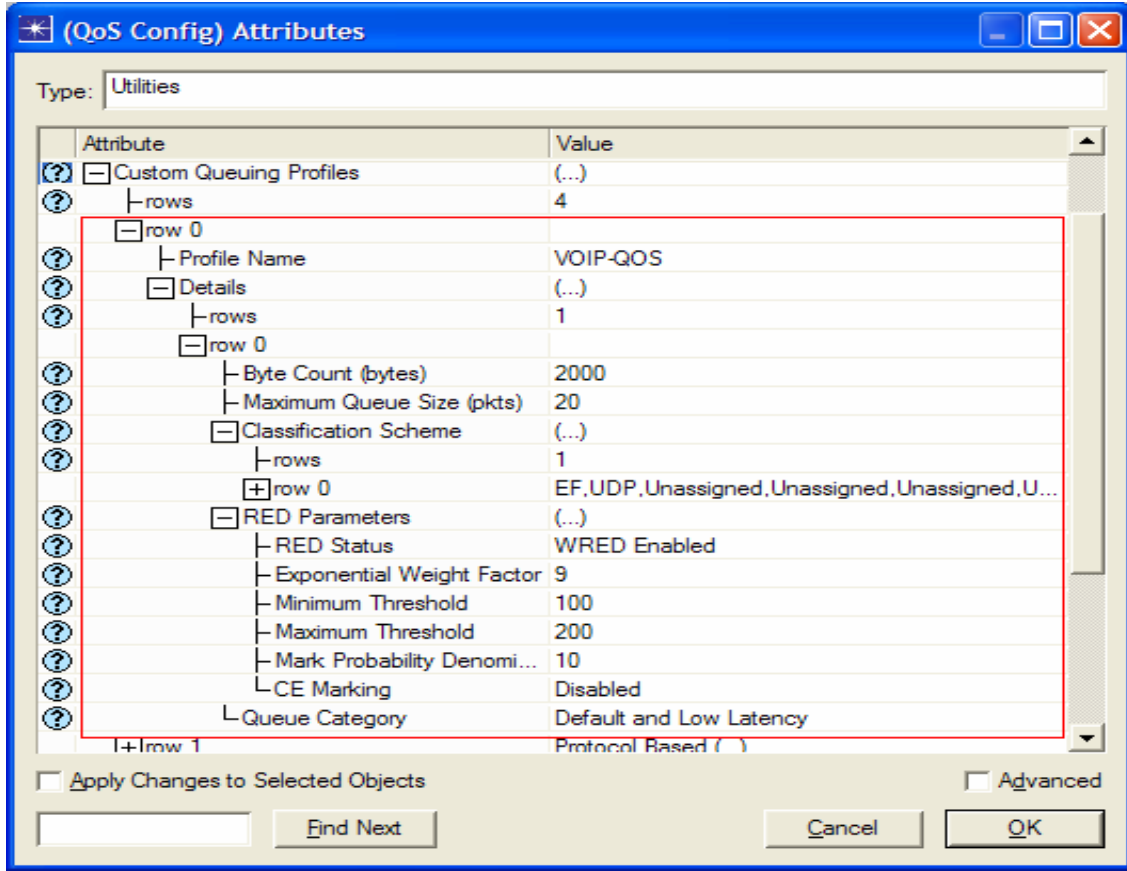 (QoS Config) Attributes
Type: Utilities
Attribute Value
Custom Queuing Profiles (...)
rows 4
row 0
Profile Name VOIP-QOS
Details (...)
rows 1
row 0
Byte Count (bytes) 2000
Maximum Queue Size (pkts) 20
Classification Scheme (...)
rows 1
row 0 EF,UDP,Unassigned,Unassigned,Unassigned,U...
RED Parameters (...)
RED Status WRED Enabled
Exponential Weight Factor 9
Minimum Threshold 100
Maximum Threshold 200
Mark Probability Denomi... 10
CE Marking Disabled
Queue Category Default and Low Latency
row 1 Protocol Based (...)
Apply Changes to Selected Objects Advanced
Find Next Cancel OK